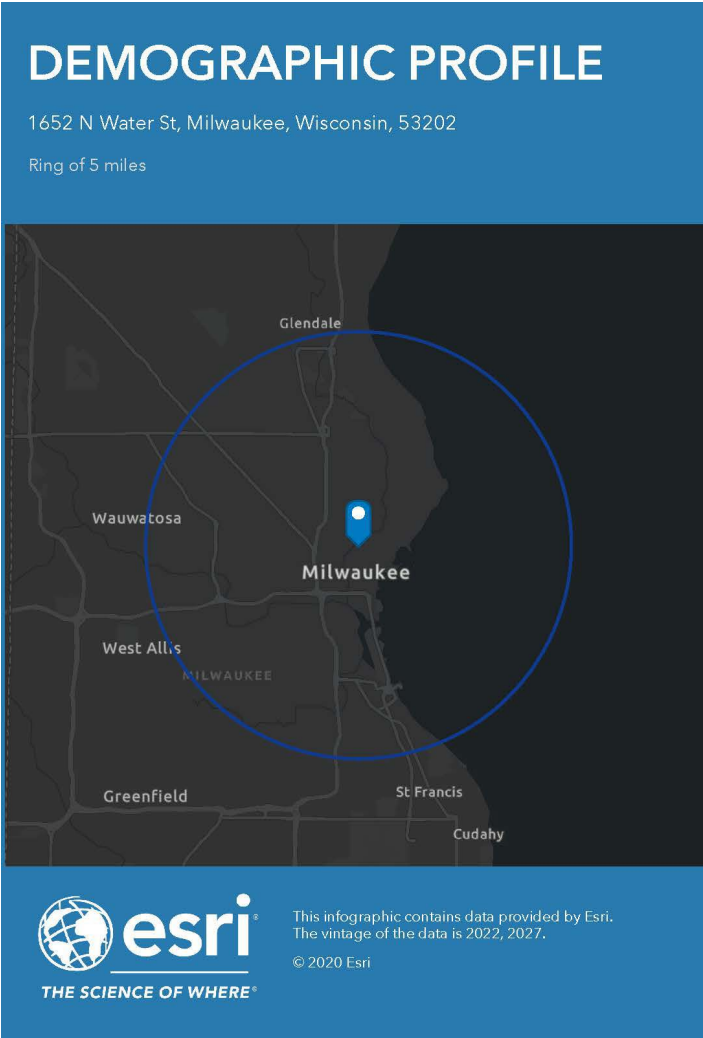 DEMOGRAPHIC PROFILE
1652 N Water St, Milwaukee, Wisconsin, 53202
Ring of 5 miles
Glendale
Wauwatosa
Milwaukee
West Allis
MILWAUKEE
Greenfield
St Francis
Cudahy
esri®
THE SCIENCE OF WHERE®
This infographic contains data provided by Esri.
The vintage of the data is 2022, 2027.
© 2020 Esri